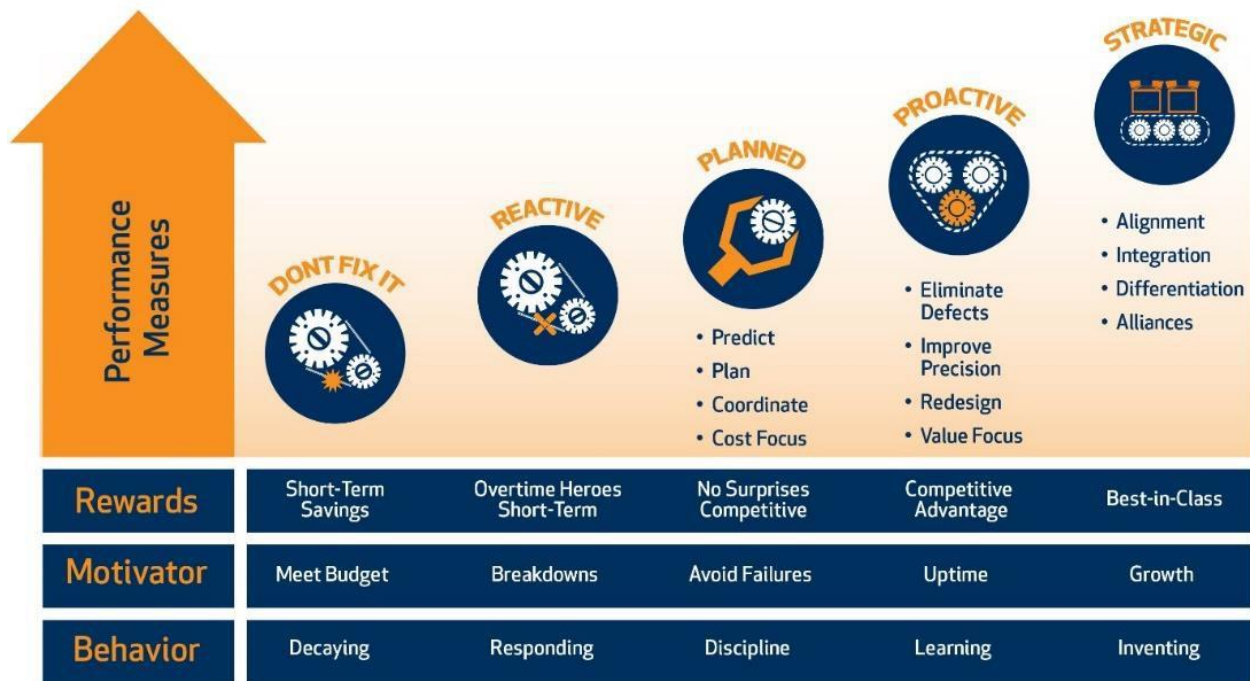 STRATEGIC
PROACTIVE
PLANNED
REACTIVE
DONT FIX IT
Performance
Measures
• Predict
• Plan
• Coordinate
• Cost Focus
• Eliminate
Defects
• Improve
Precision
• Redesign
• Value Focus
• Alignment
• Integration
• Differentiation
• Alliances
Rewards
Short-Term
Savings
Overtime Heroes
Short-Term
No Surprises
Competitive
Competitive
Advantage
Best-in-Class
Motivator
Meet Budget
Breakdowns
Avoid Failures
Uptime
Growth
Behavior
Decaying
Responding
Discipline
Learning
Inventing